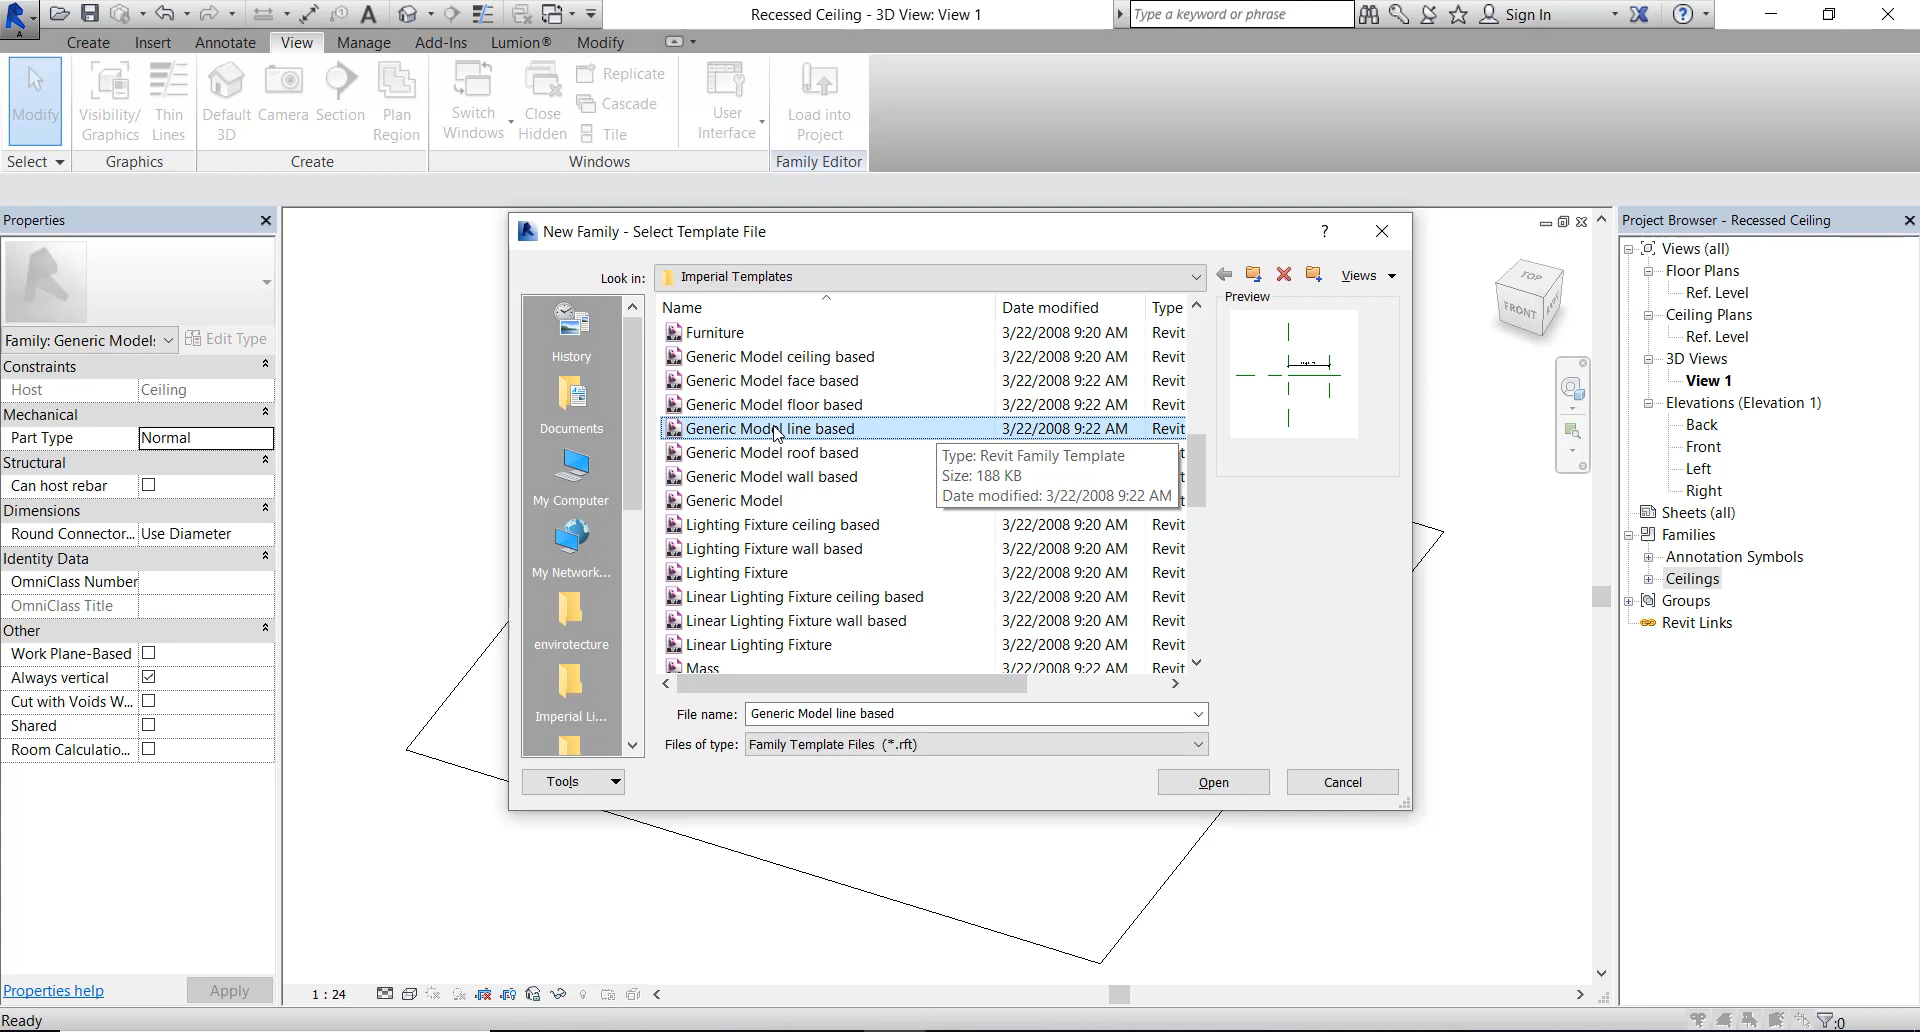 Recessed Ceiling - 3D View: View 1
Type a keyword or phrase
Sign In
Create Insert Annotate View Manage Add-Ins Lumion® Modify
Modify
Visibility/
Graphics
Thin
Lines
Default
3D
Camera
Section
Plan
Region
Switch
Windows
Close
Hidden
Replicate
Cascade
Tile
User
Interface
Load into
Project
Select
Graphics
Create
Windows
Family Editor
Properties
Family: Generic Models
Edit Type
Constraints
Host Ceiling
Mechanical
Part Type Normal
Structural
Can host rebar
Dimensions
Round Connector... Use Diameter
Identity Data
OmniClass Number
OmniClass Title
Other
Work Plane-Based
Always vertical
Cut with Voids W...
Shared
Room Calculatio...
Properties help
Apply
New Family - Select Template File
Look in: Imperial Templates
Views
History
Documents
My Computer
My Network...
envirotecture
Imperial Li...
Name Date modified Type
Furniture 3/22/2008 9:20 AM Revit
Generic Model ceiling based 3/22/2008 9:20 AM Revit
Generic Model face based 3/22/2008 9:22 AM Revit
Generic Model floor based 3/22/2008 9:22 AM Revit
Generic Model line based 3/22/2008 9:22 AM Revit
Generic Model roof based
Generic Model wall based
Generic Model
Lighting Fixture ceiling based 3/22/2008 9:20 AM Revit
Lighting Fixture wall based 3/22/2008 9:20 AM Revit
Lighting Fixture 3/22/2008 9:20 AM Revit
Linear Lighting Fixture ceiling based 3/22/2008 9:20 AM Revit
Linear Lighting Fixture wall based 3/22/2008 9:20 AM Revit
Linear Lighting Fixture 3/22/2008 9:20 AM Revit
Mass 3/22/2008 9:22 AM Revit
Type: Revit Family Template
Size: 188 KB
Date modified: 3/22/2008 9:22 AM
Preview
File name: Generic Model line based
Files of type: Family Template Files (*.rft)
Tools
Open
Cancel
TOP
FRONT
Project Browser - Recessed Ceiling
Views (all)
Floor Plans
Ref. Level
Ceiling Plans
Ref. Level
3D Views
View 1
Elevations (Elevation 1)
Back
Front
Left
Right
Sheets (all)
Families
Annotation Symbols
Ceilings
Groups
Revit Links
1 : 24
Ready
:0